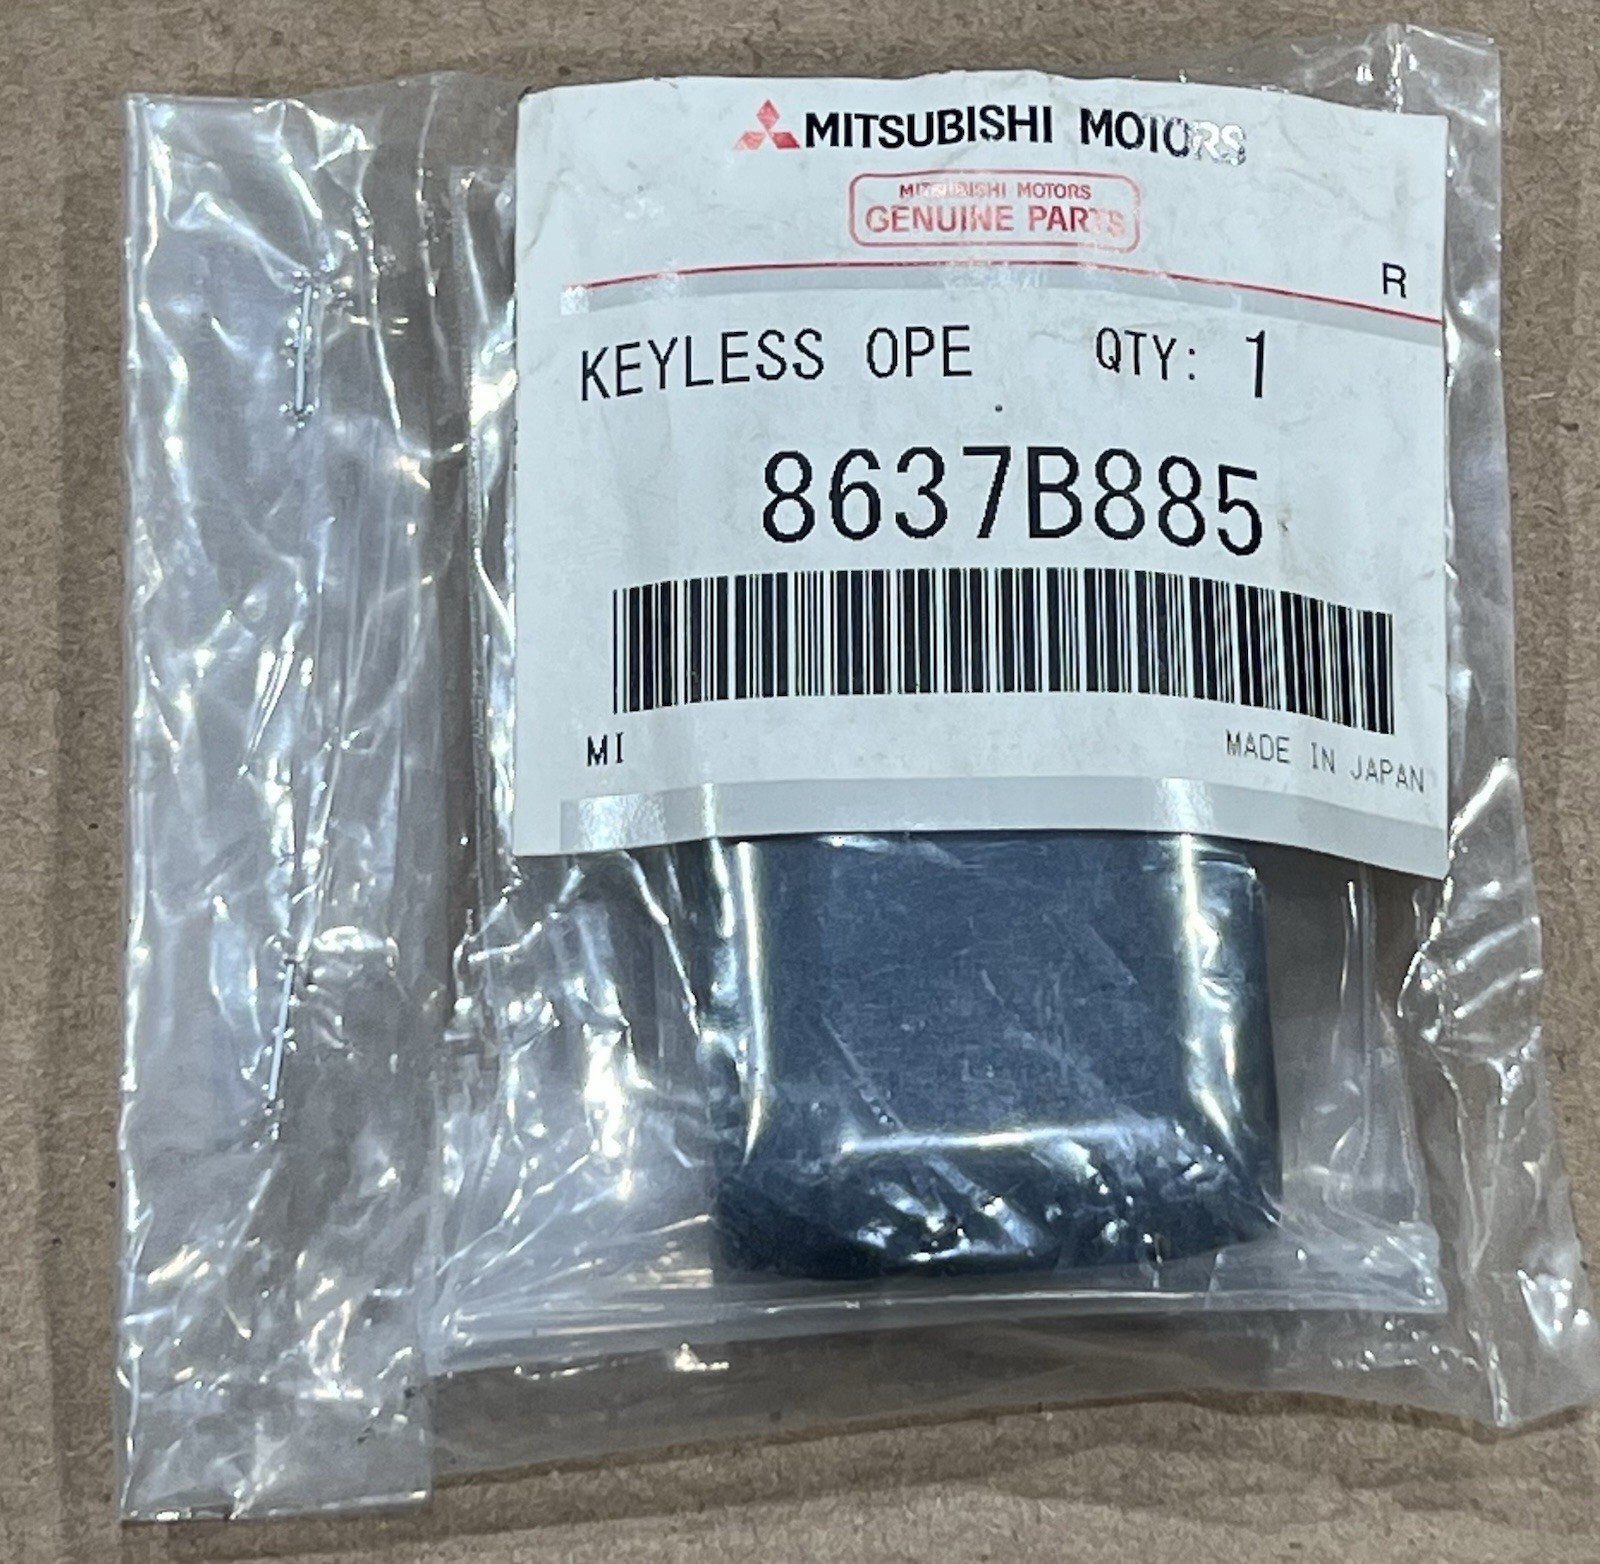 MITSUBISHI MOTORS
MITSUBISHI MOTORS
GENUINE PARTS
R
KEYLESS OPE QTY: 1
8637B885
MI MADE IN JAPAN